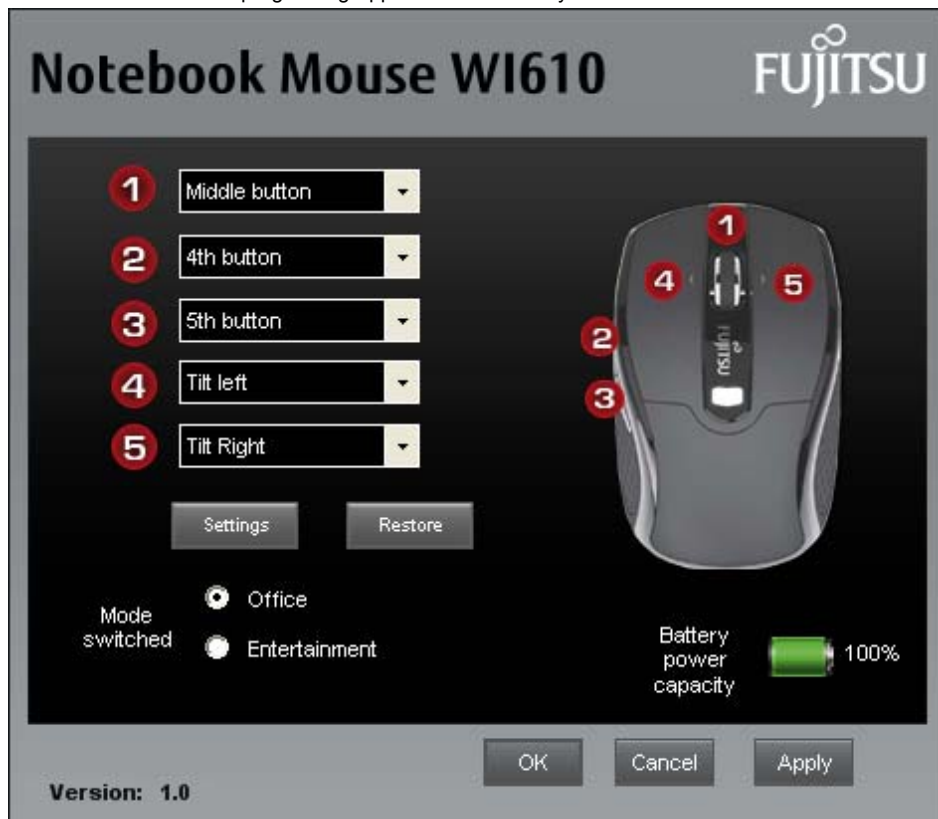 Notebook Mouse WI610
FUJITSU
1 Middle button
2 4th button
3 5th button
4 Tilt left
5 Tilt Right
1
4
5
2
3
FUJITSU
Settings Restore
Mode switched
Office
Entertainment
Battery power capacity
100%
OK Cancel Apply
Version: 1.0